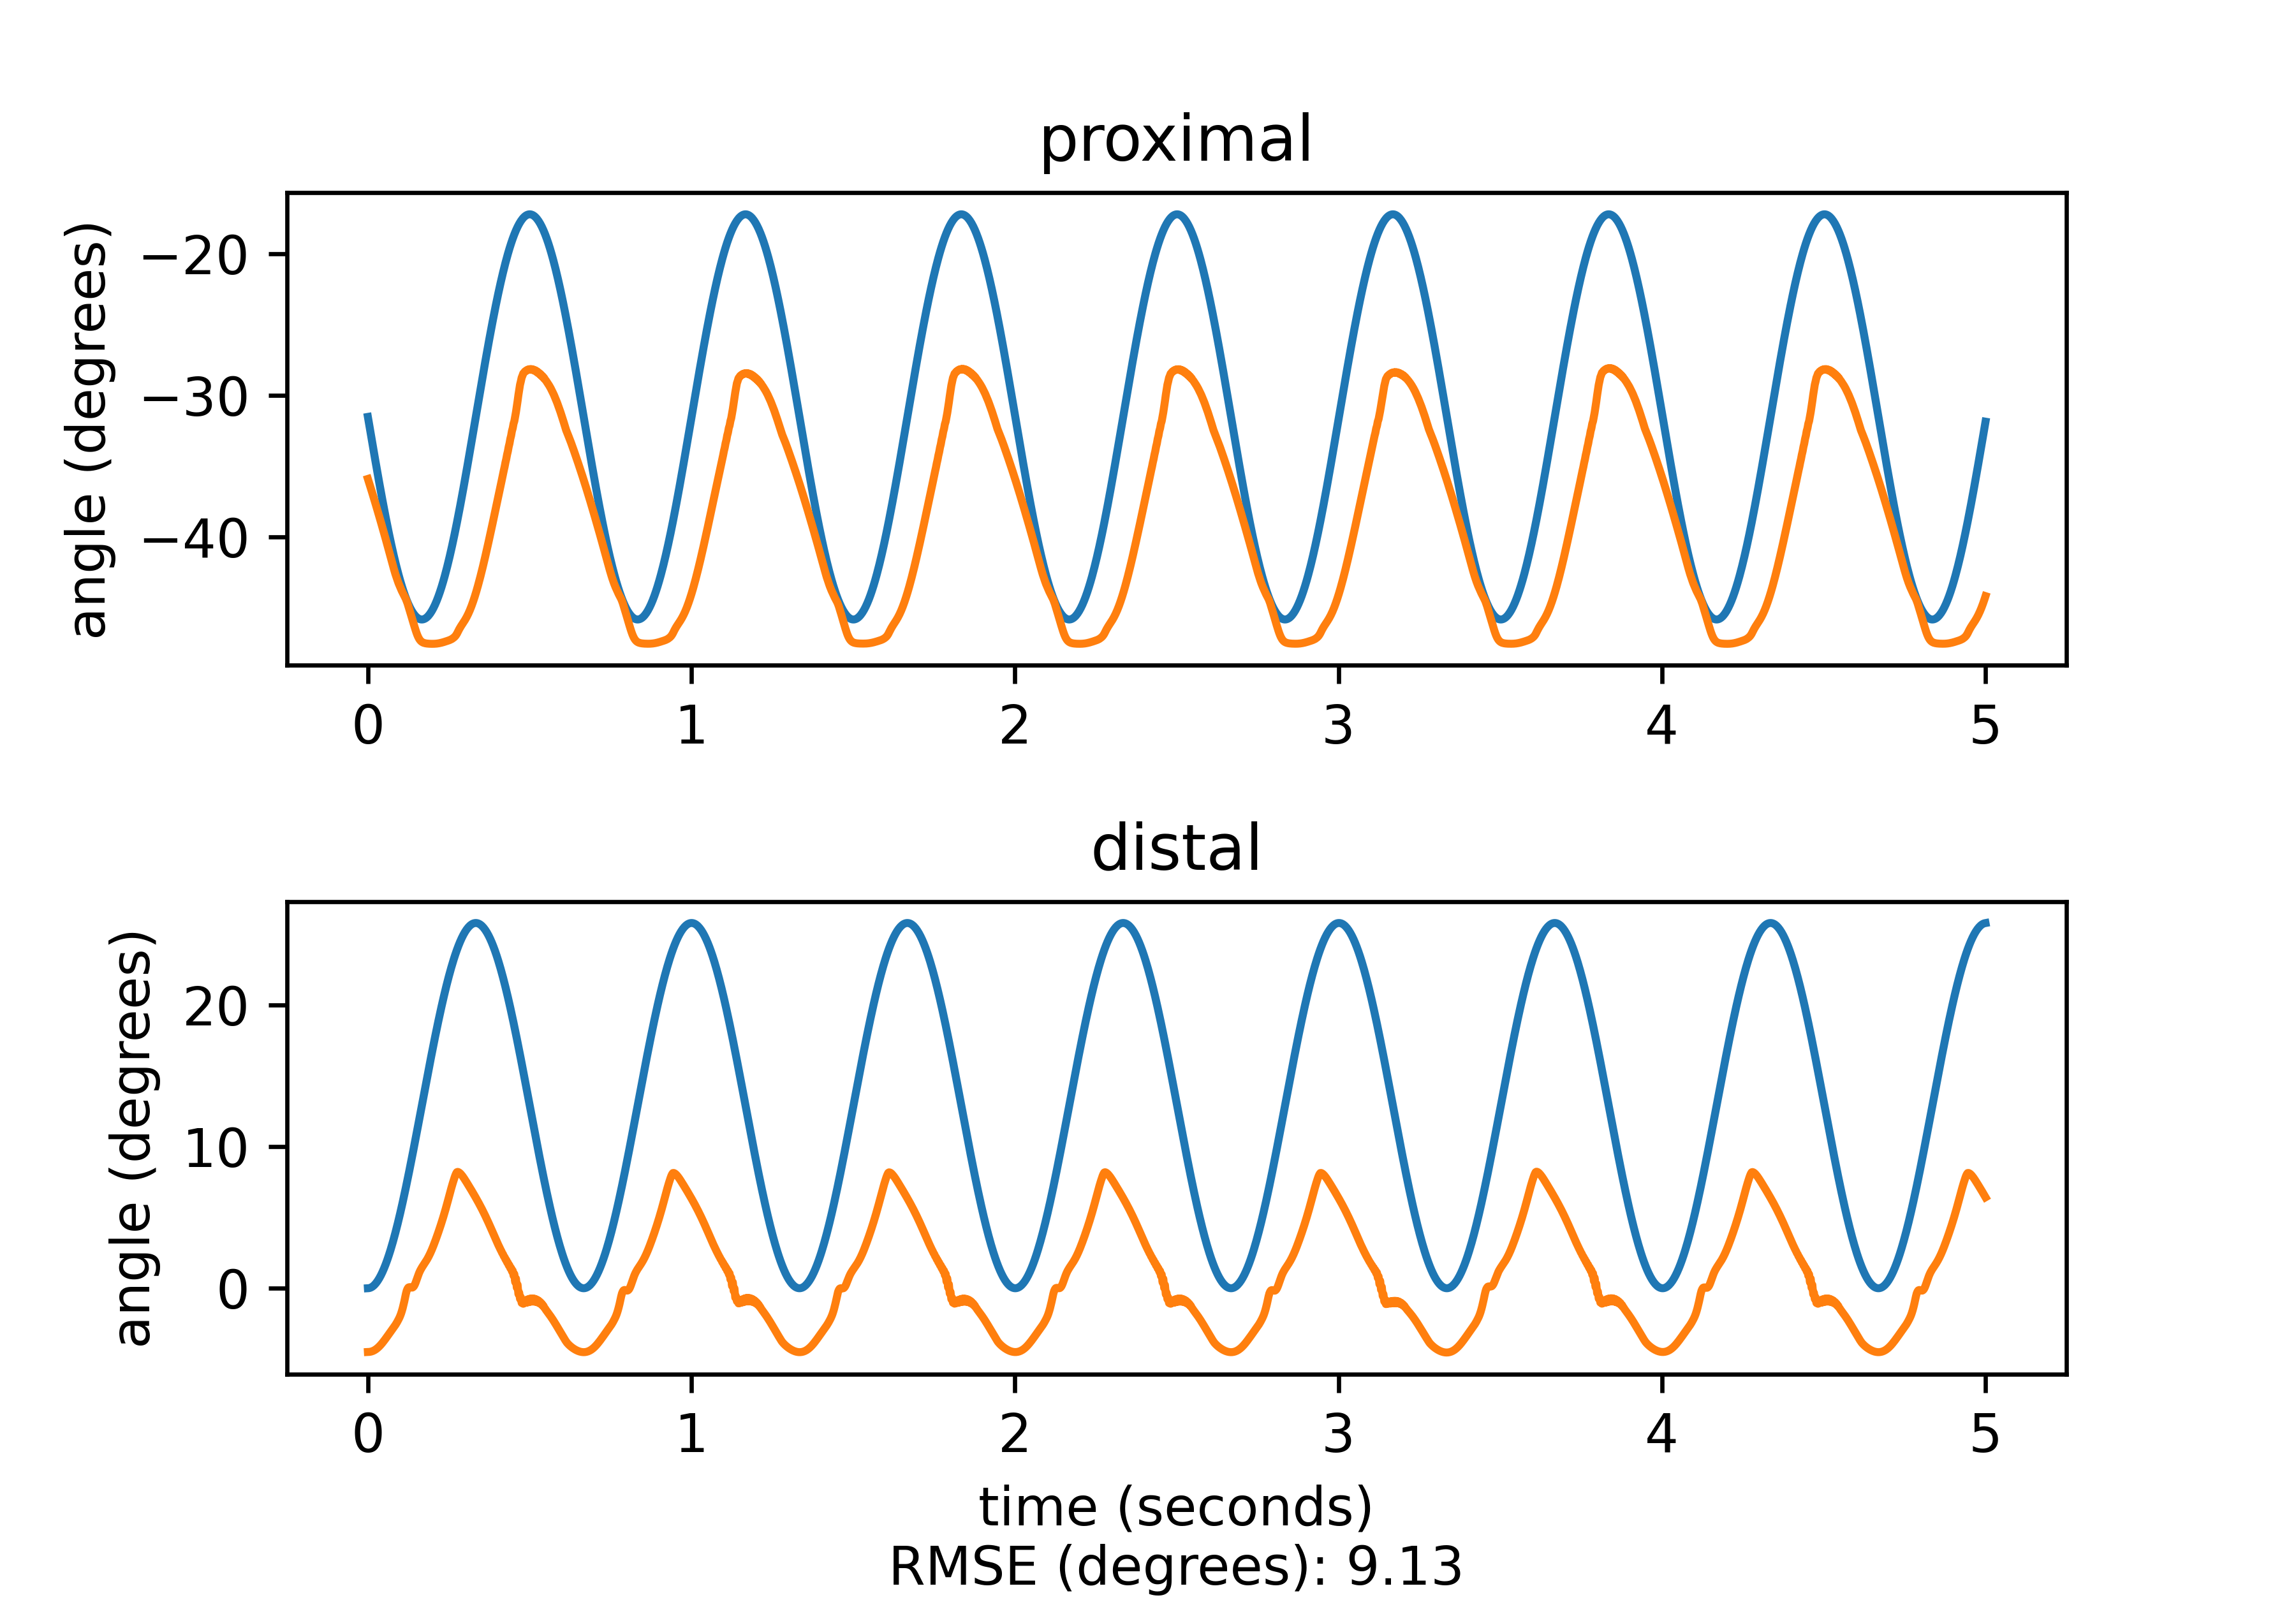 proximal
angle (degrees)
−20
−30
−40
0 1 2 3 4 5
distal
angle (degrees)
20
10
0
0 1 2 3 4 5
time (seconds)
RMSE (degrees): 9.13